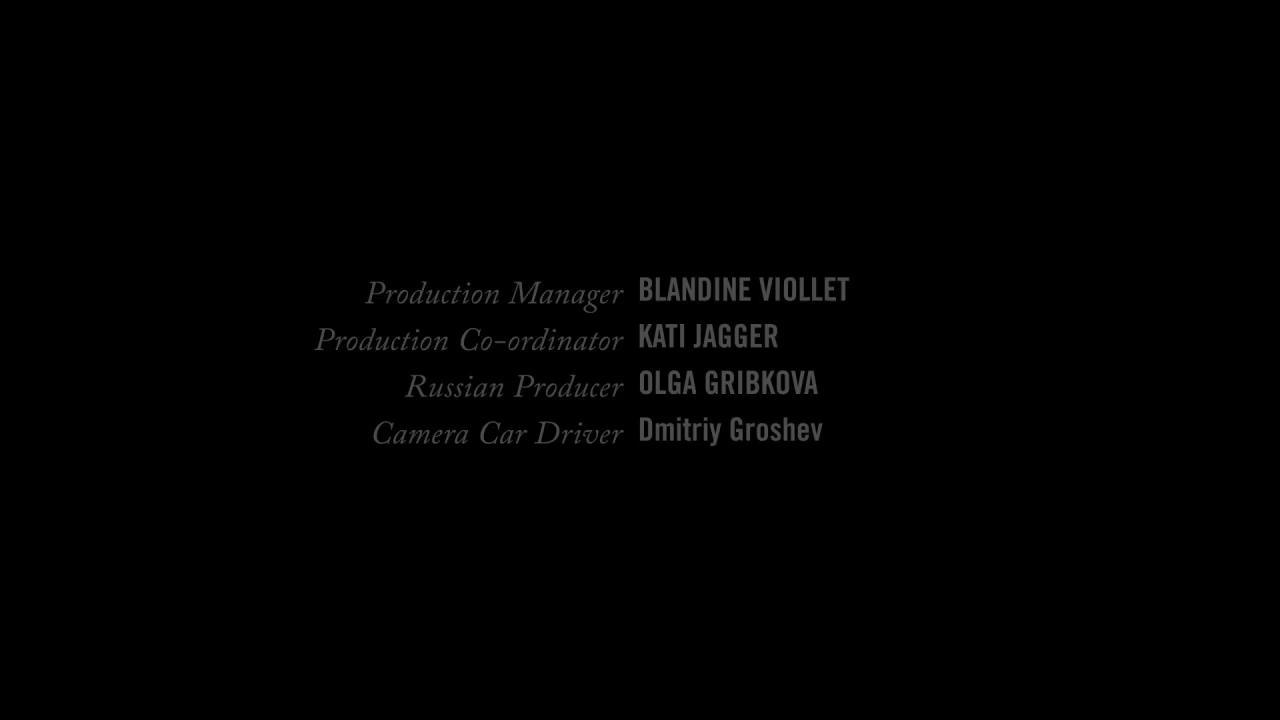 Production Manager BLANDINE VIOLLET
Production Co-ordinator KATI JAGGER
Russian Producer OLGA GRIBKOVA
Camera Car Driver Dmitriy Groshev